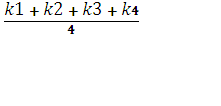 k1 + k2 + k3 + k4
4